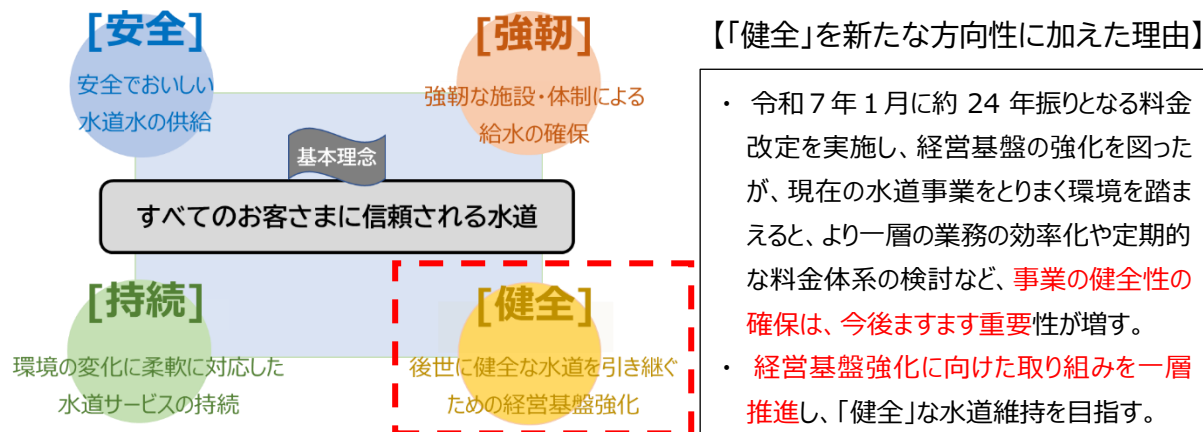 [安全]
安全でおいしい
水道水の供給
[強靭]
強靭な施設・体制による
給水の確保
基本理念
すべてのお客さまに信頼される水道
[持続]
環境の変化に柔軟に対応した
水道サービスの持続
[健全]
後世に健全な水道を引き継ぐ
ための経営基盤強化
【「健全」を新たな方向性に加えた理由】
・ 令和7年1月に約 24 年振りとなる料金
改定を実施し、経営基盤の強化を図った
が、現在の水道事業をとりまく環境を踏ま
えると、より一層の業務の効率化や定期的
な料金体系の検討など、事業の健全性の
確保は、今後ますます重要性が増す。
・ 経営基盤強化に向けた取り組みを一層
推進し、「健全」な水道維持を目指す。